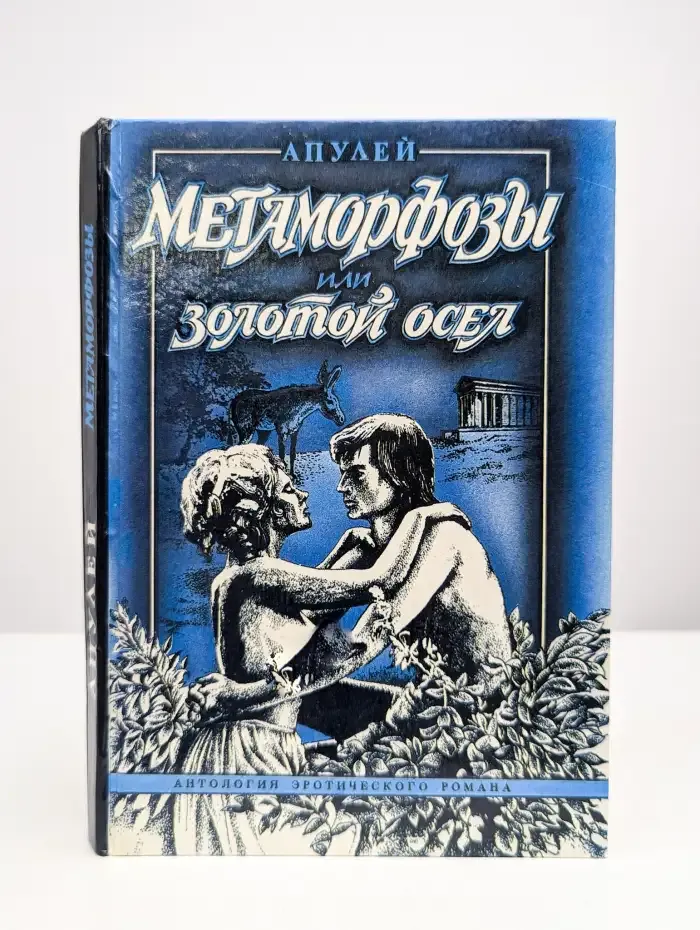 АПУЛЕЙ
МЕТАМОРФОЗЫ
или
золотой осел
АНТОЛОГИЯ ЭРОТИЧЕСКОГО РОМАНА
АПУЛЕЙ
МЕТАМОРФОЗЫ